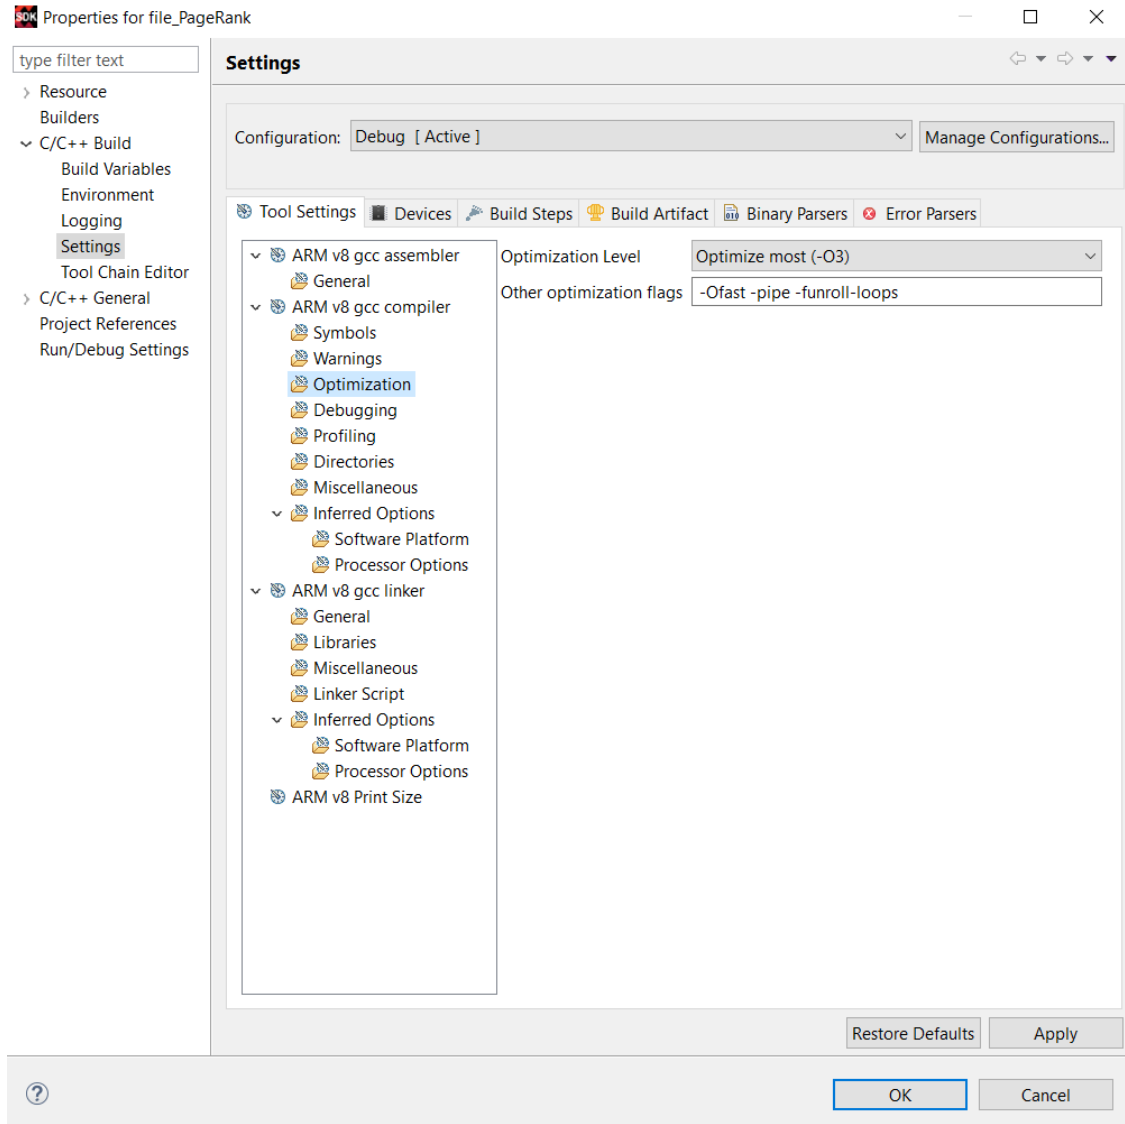 SDK Properties for file_PageRank
type filter text
Resource
Builders
C/C++ Build
Build Variables
Environment
Logging
Settings
Tool Chain Editor
C/C++ General
Project References
Run/Debug Settings
Settings
Configuration: Debug [ Active ] Manage Configurations...
Tool Settings Devices Build Steps Build Artifact Binary Parsers Error Parsers
ARM v8 gcc assembler
General
ARM v8 gcc compiler
Symbols
Warnings
Optimization
Debugging
Profiling
Directories
Miscellaneous
Inferred Options
Software Platform
Processor Options
ARM v8 gcc linker
General
Libraries
Miscellaneous
Linker Script
Inferred Options
Software Platform
Processor Options
ARM v8 Print Size
Optimization Level Optimize most (-O3)
Other optimization flags -Ofast -pipe -funroll-loops
Restore Defaults Apply
? OK Cancel